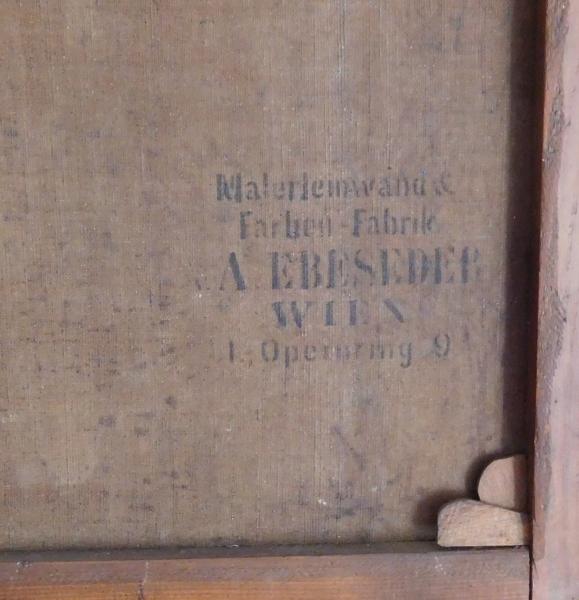 Malerleinwand &
Farben-Fabrik
A. EBESEDER
WIEN
I., Opernring 9